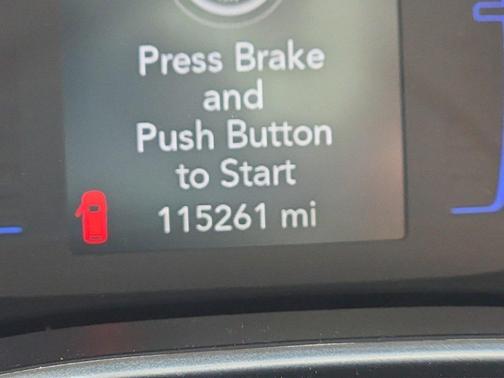 Press Brake
and
Push Button
to Start
115261 mi